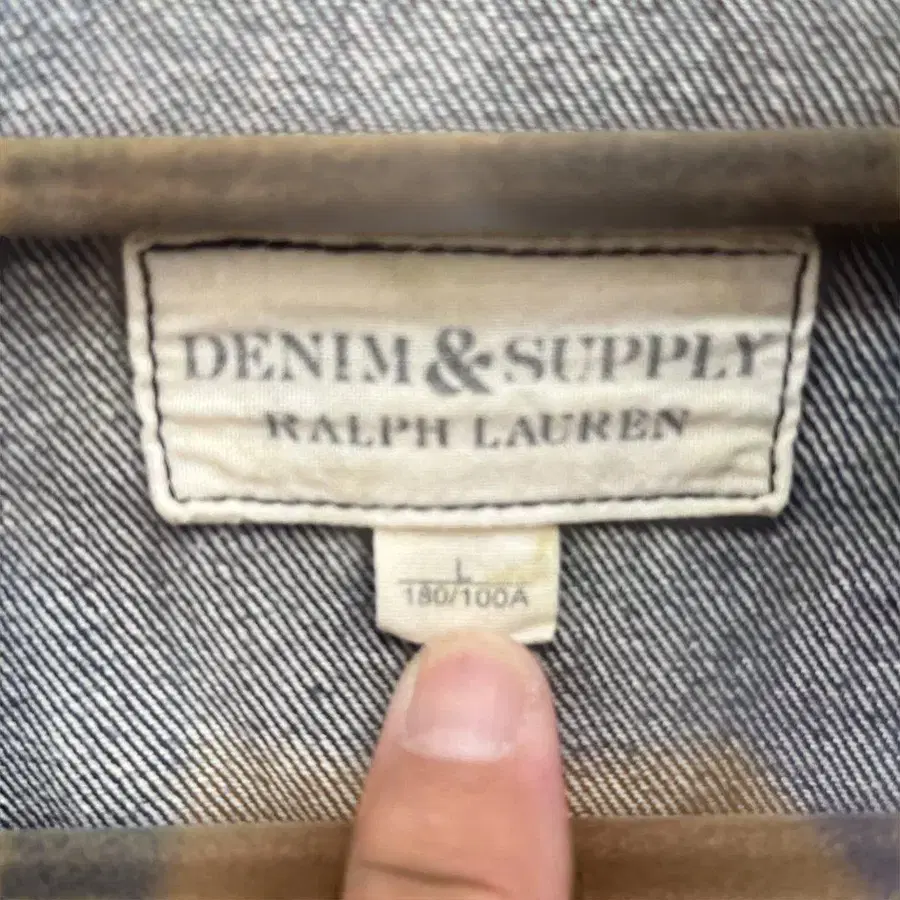 DENIM & SUPPLY
RALPH LAUREN
L
180/100A